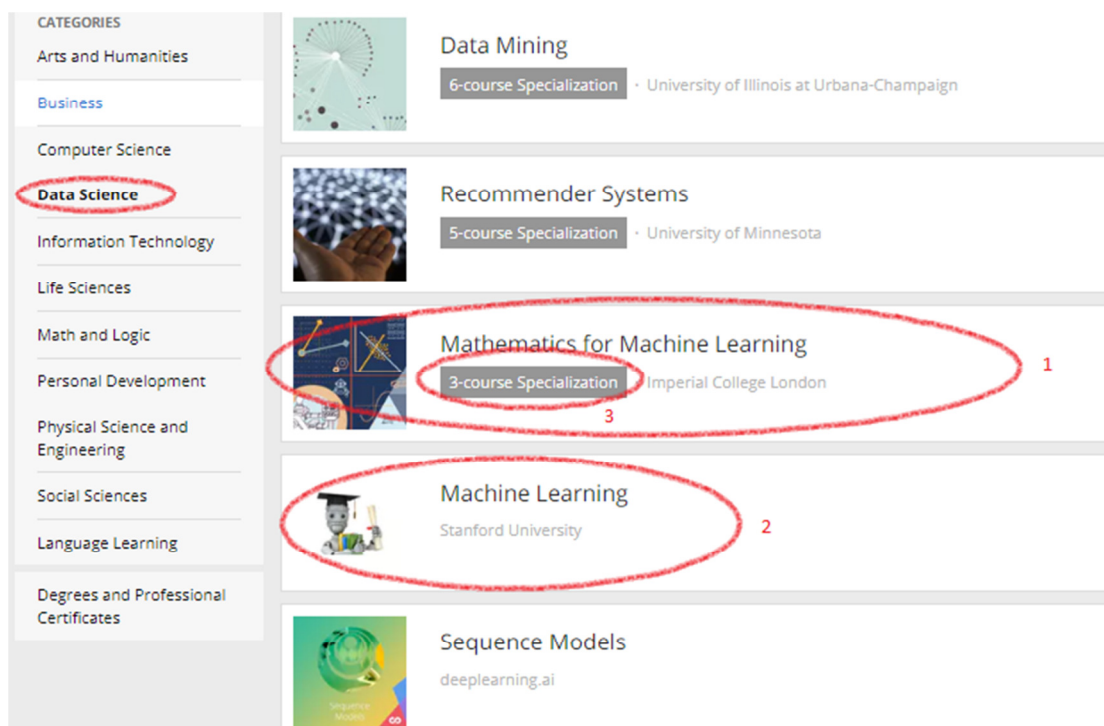 CATEGORIES
Arts and Humanities
Business
Computer Science
Data Science
Information Technology
Life Sciences
Math and Logic
Personal Development
Physical Science and
Engineering
Social Sciences
Language Learning
Degrees and Professional
Certificates
Data Mining
6-course Specialization · University of Illinois at Urbana-Champaign
Recommender Systems
5-course Specialization · University of Minnesota
Mathematics for Machine Learning
1
3-course Specialization Imperial College London
3
Machine Learning
Stanford University
2
Sequence Models
deeplearning.ai
Sequence
Models